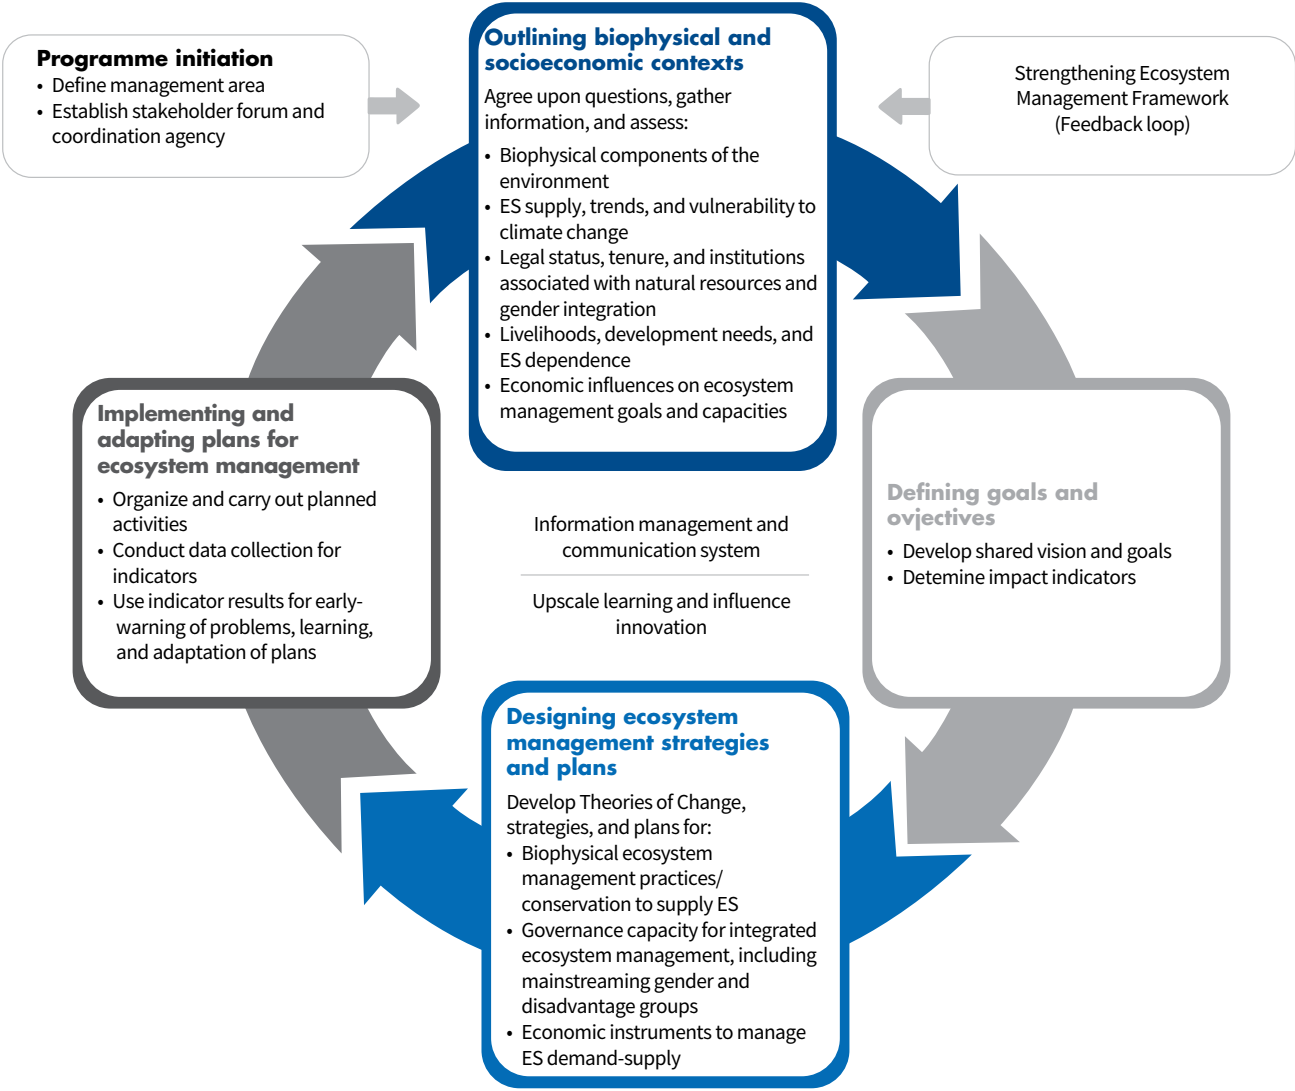 Programme initiation
• Define management area
• Establish stakeholder forum and
coordination agency
Outlining biophysical and
socioeconomic contexts
Agree upon questions, gather
information, and assess:
• Biophysical components of the
environment
• ES supply, trends, and vulnerability to
climate change
• Legal status, tenure, and institutions
associated with natural resources and
gender integration
• Livelihoods, development needs, and
ES dependence
• Economic influences on ecosystem
management goals and capacities
Strengthening Ecosystem
Management Framework
(Feedback loop)
Implementing and
adapting plans for
ecosystem management
• Organize and carry out planned
activities
• Conduct data collection for
indicators
• Use indicator results for early-
warning of problems, learning,
and adaptation of plans
Information management and
communication system
Upscale learning and influence
innovation
Defining goals and
ovjectives
• Develop shared vision and goals
• Detemine impact indicators
Designing ecosystem
management strategies
and plans
Develop Theories of Change,
strategies, and plans for:
• Biophysical ecosystem
management practices/
conservation to supply ES
• Governance capacity for integrated
ecosystem management, including
mainstreaming gender and
disadvantage groups
• Economic instruments to manage
ES demand-supply